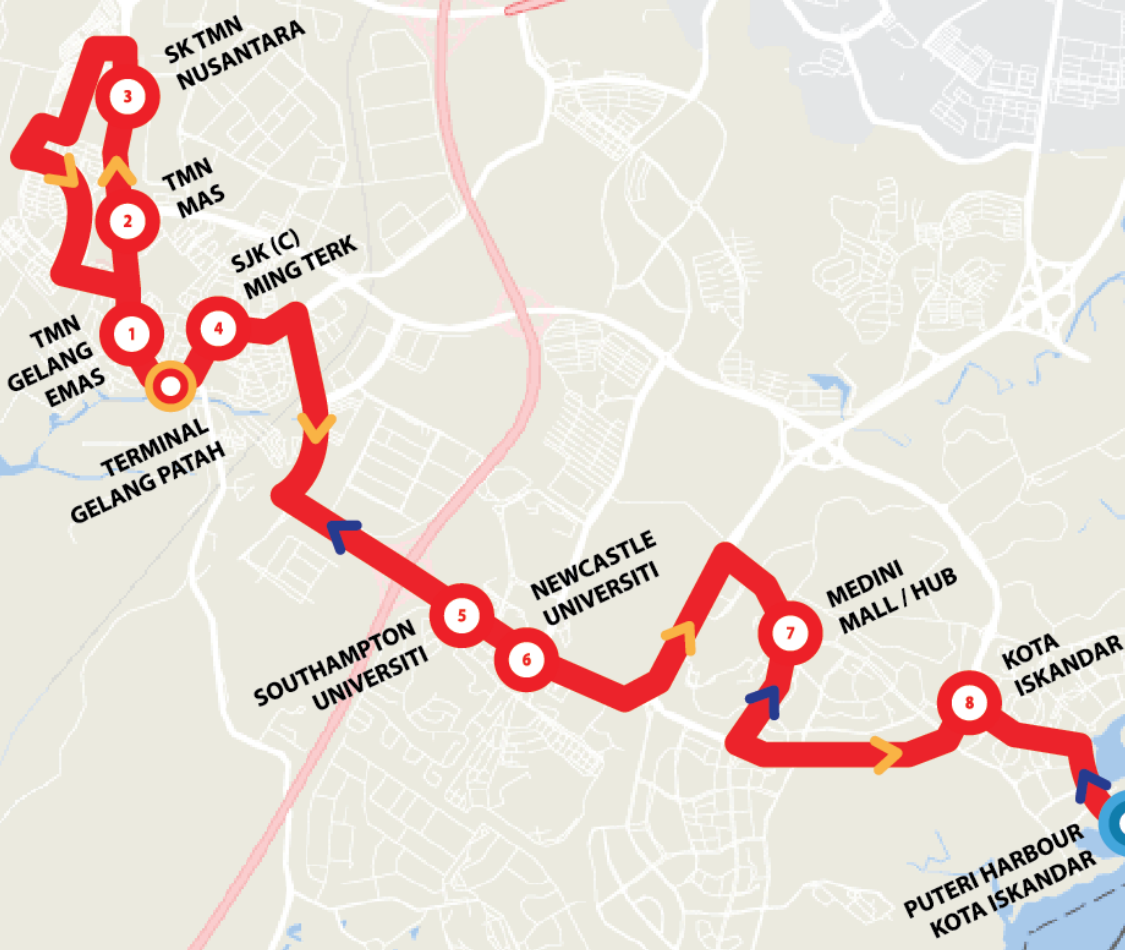 SK TMN
NUSANTARA
3
TMN
MAS
2
SJK (C)
MING TERK
4
TMN
GELANG
EMAS
1
TERMINAL
GELANG PATAH
NEWCASTLE
UNIVERSITI
5
6
SOUTHAMPTON
UNIVERSITI
MEDINI
MALL / HUB
7
KOTA
ISKANDAR
8
PUTERI HARBOUR
KOTA ISKANDAR